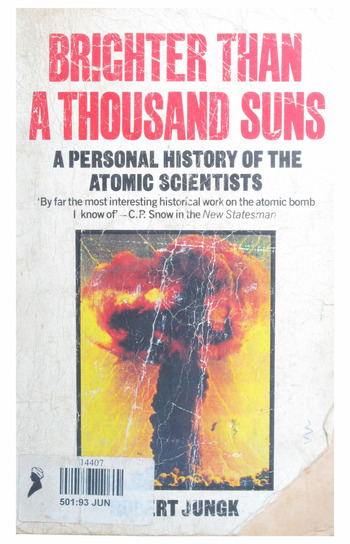 BRIGHTER THAN
A THOUSAND SUNS
A PERSONAL HISTORY OF THE
ATOMIC SCIENTISTS
'By far the most interesting historical work on the atomic bomb
I know of' – C.P. Snow in the New Statesman
14407
501:93 JUN
JUNGK